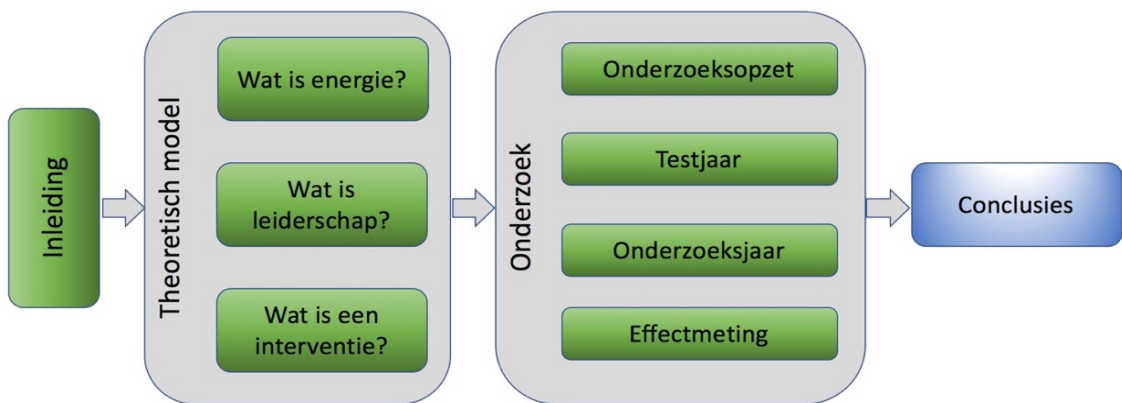 Inleiding
Theoretisch model
Wat is energie?
Wat is
leiderschap?
Wat is een
interventie?
Onderzoek
Onderzoeksopzet
Testjaar
Onderzoeksjaar
Effectmeting
Conclusies